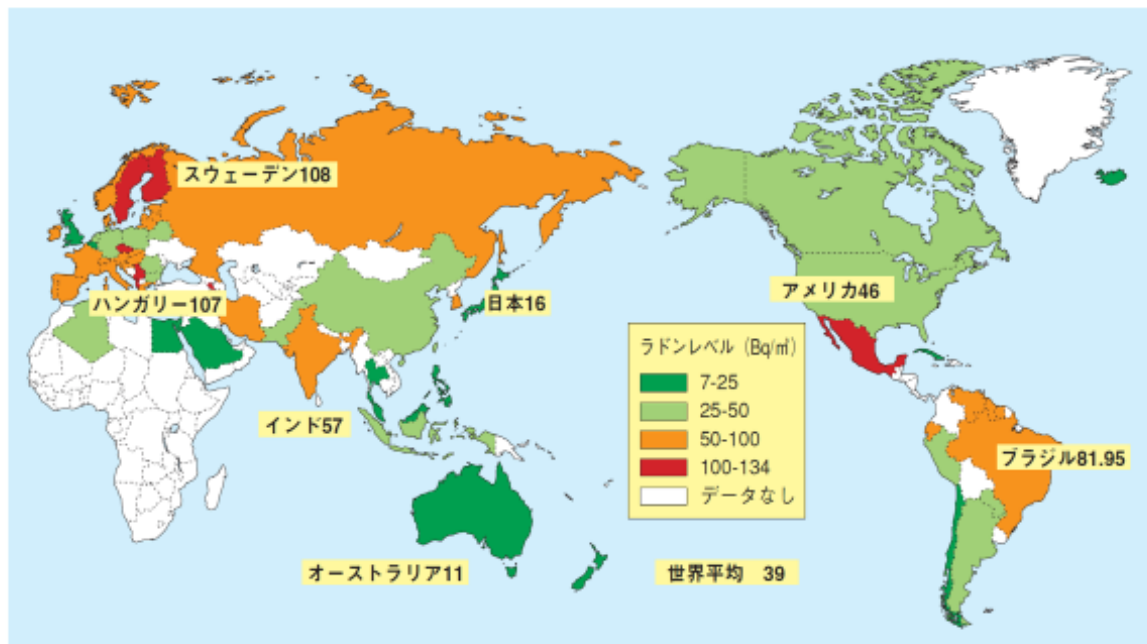 スウェーデン108
ハンガリー107
日本16
アメリカ46
ラドンレベル（Bq/㎥）
7-25
25-50
50-100
100-134
データなし
インド57
ブラジル81.95
オーストラリア11
世界平均　39